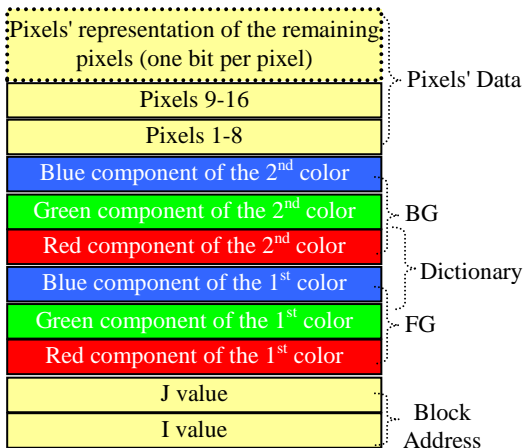 Pixels' representation of the remaining
pixels (one bit per pixel)
Pixels 9-16
Pixels 1-8
Pixels' Data
Blue component of the 2nd color
Green component of the 2nd color
Red component of the 2nd color
BG
Blue component of the 1st color
Green component of the 1st color
Red component of the 1st color
Dictionary
FG
J value
I value
Block
Address